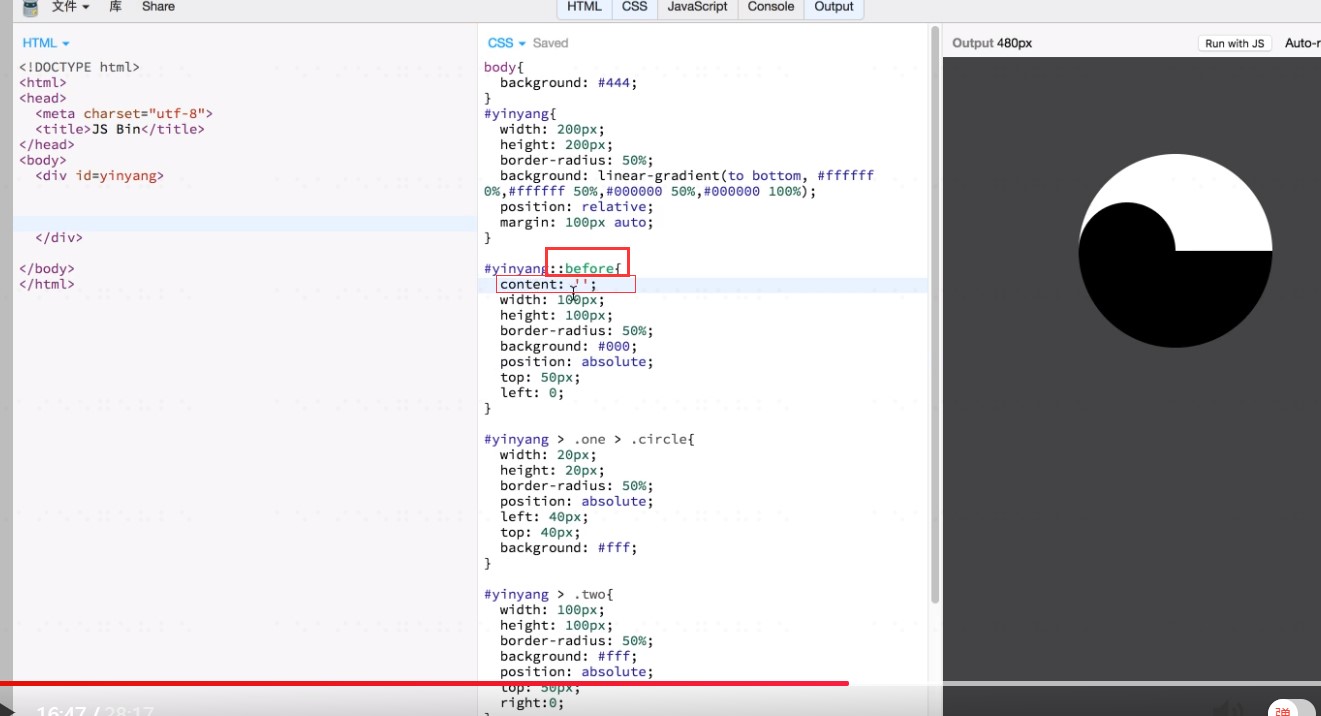 文件 库 Share HTML CSS JavaScript Console Output
HTML
<!DOCTYPE html>
<html>
<head>
<meta charset="utf-8">
<title>JS Bin</title>
</head>
<body>
<div id=yinyang>
</div>
</body>
</html>
CSS Saved
body{
background: #444;
}
#yinyang{
width: 200px;
height: 200px;
border-radius: 50%;
background: linear-gradient(to bottom, #ffffff
0%,#ffffff 50%,#000000 50%,#000000 100%);
position: relative;
margin: 100px auto;
}
#yinyang::before{
content: '';
width: 100px;
height: 100px;
border-radius: 50%;
background: #000;
position: absolute;
top: 50px;
left: 0;
}
#yinyang > .one > .circle{
width: 20px;
height: 20px;
border-radius: 50%;
position: absolute;
left: 40px;
top: 40px;
background: #fff;
}
#yinyang > .two{
width: 100px;
height: 100px;
border-radius: 50%;
background: #fff;
position: absolute;
top: 50px;
right:0;
Output 480px Run with JS Auto-r
16:47 / 28:17
弹